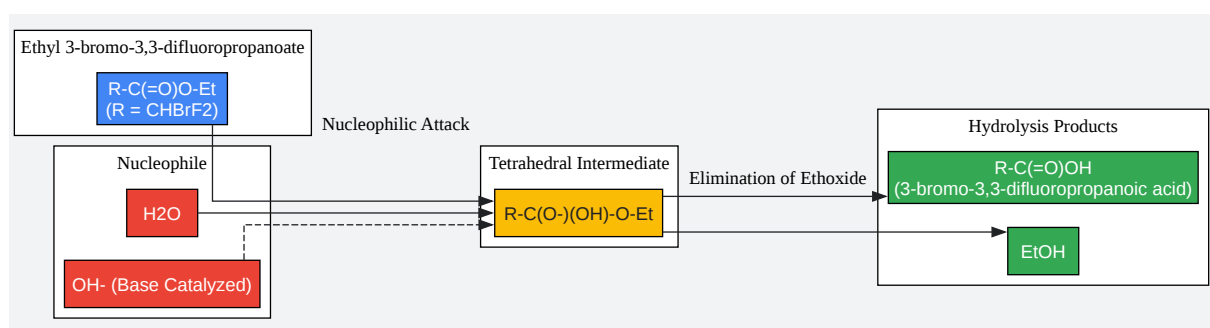 Ethyl 3-bromo-3,3-difluoropropanoate
R-C(=O)O-Et
(R = CHBrF2)
Nucleophilic Attack
Nucleophile
H2O
OH- (Base Catalyzed)
Tetrahedral Intermediate
R-C(O-)(OH)-O-Et
Elimination of Ethoxide
Hydrolysis Products
R-C(=O)OH
(3-bromo-3,3-difluoropropanoic acid)
EtOH